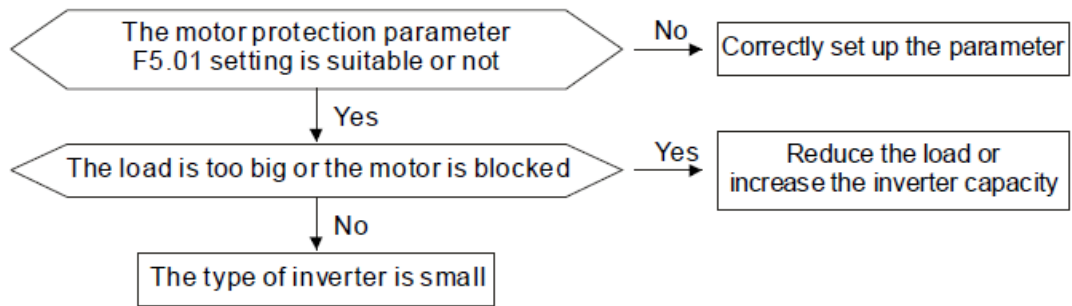 The motor protection parameter
F5.01 setting is suitable or not
No
Correctly set up the parameter
Yes
The load is too big or the motor is blocked
Yes
Reduce the load or
increase the inverter capacity
No
The type of inverter is small